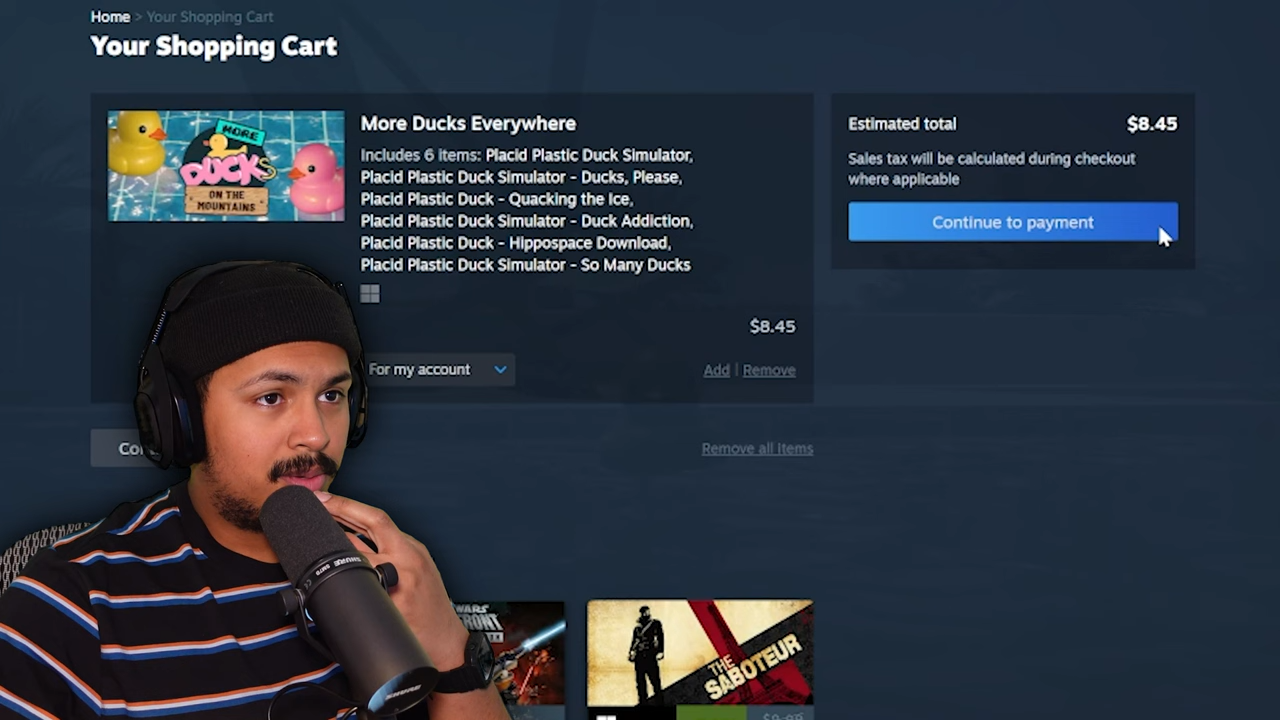 Home > Your Shopping Cart
Your Shopping Cart
MORE
DUCKS
ON THE
MOUNTAINS
More Ducks Everywhere
Includes 6 items: Placid Plastic Duck Simulator,
Placid Plastic Duck Simulator - Ducks, Please,
Placid Plastic Duck - Quacking the Ice,
Placid Plastic Duck Simulator - Duck Addiction,
Placid Plastic Duck - Hippospace Download,
Placid Plastic Duck Simulator - So Many Ducks
$8.45
For my account
Add | Remove
Remove all items
Estimated total $8.45
Sales tax will be calculated during checkout
where applicable
Continue to payment
SHURE SM7B
SHURE
WARS
THE
SABOTEUR